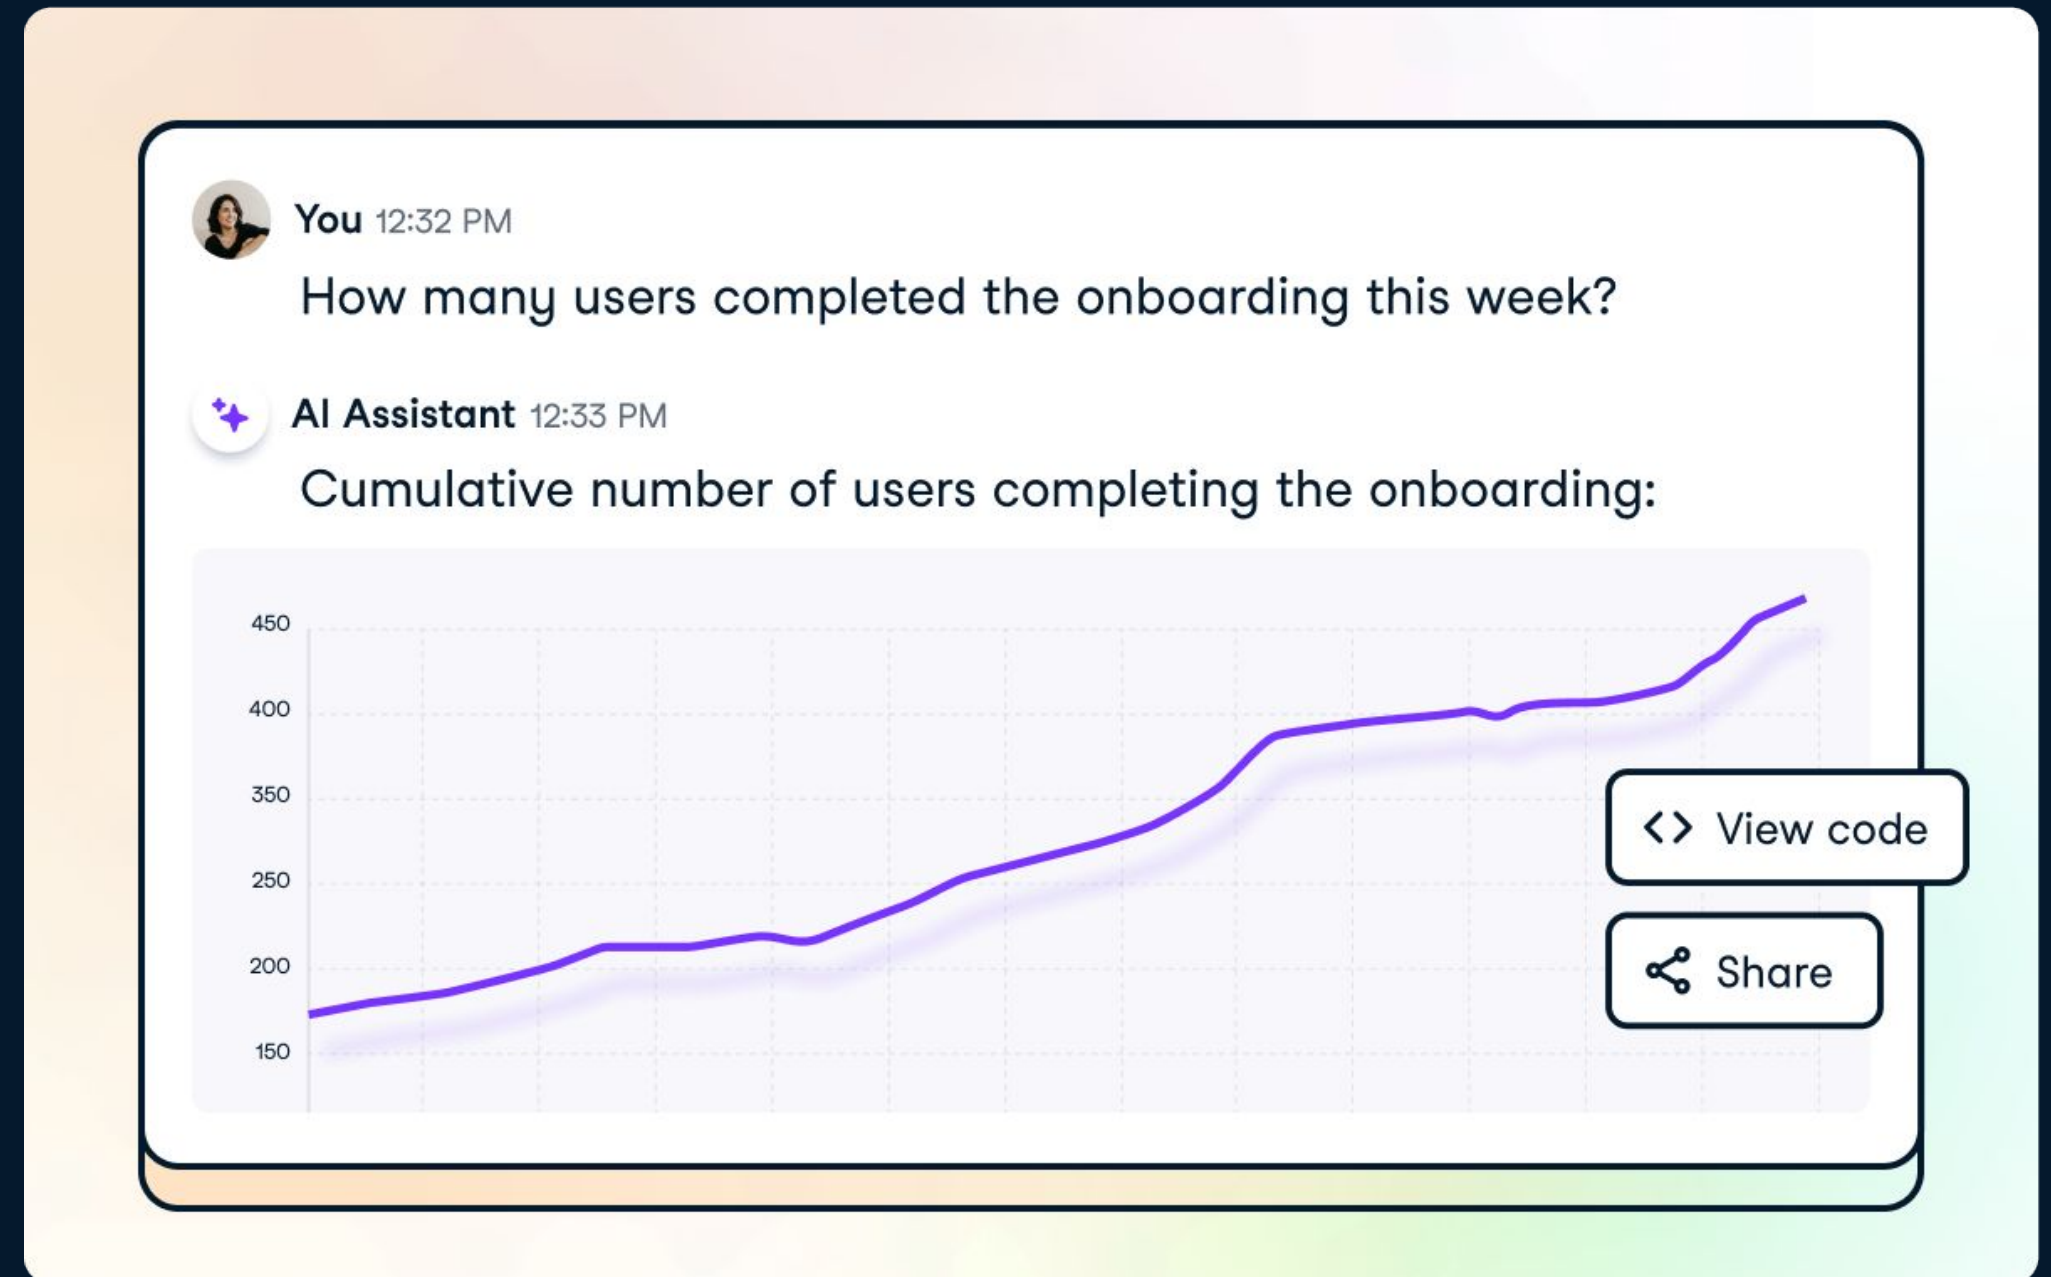 You 12:32 PM
How many users completed the onboarding this week?
AI Assistant 12:33 PM
Cumulative number of users completing the onboarding:
450
400
350
250
200
150
View code
Share